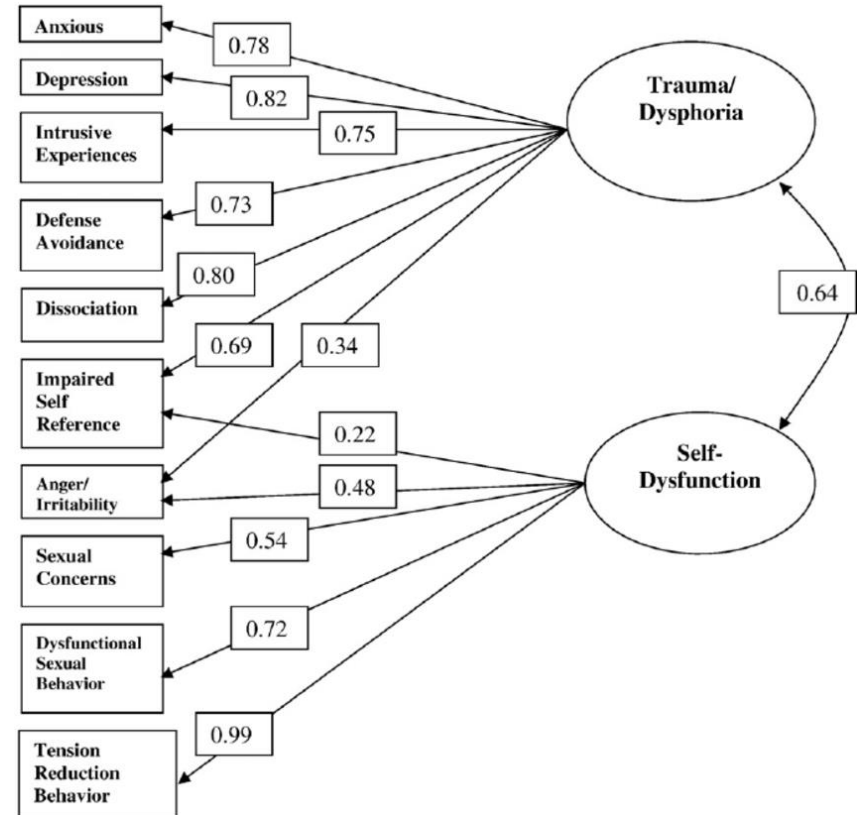 Anxious
0.78
Trauma/
Dysphoria
Depression
0.82
Intrusive
Experiences
0.75
Defense
Avoidance
0.73
Dissociation
0.80
0.64
Impaired
Self
Reference
0.69
0.34
0.22
Self-
Dysfunction
Anger/
Irritability
0.48
Sexual
Concerns
0.54
Dysfunctional
Sexual
Behavior
0.72
Tension
Reduction
Behavior
0.99